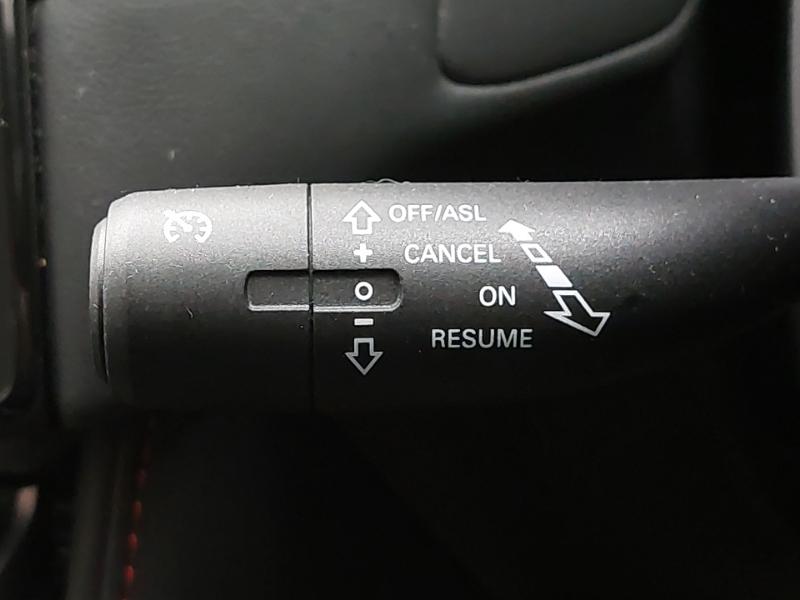 OFF/ASL
+ CANCEL
O ON
- RESUME